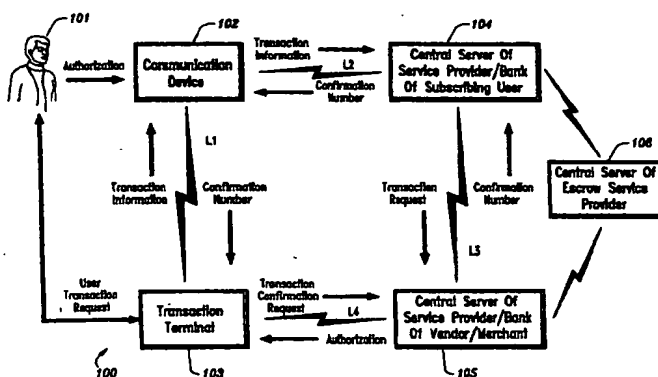 101
102
104
Authorization
Communication
Device
Transaction
Information
L2
Confirmation
Number
Central Server Of
Service Provider/Bank
Of Subscribing User
106
Central Server Of
Escrow Service
Provider
L1
Transaction
Information
Confirmation
Number
Transaction
Request
Confirmation
Number
L3
User
Transaction
Request
Transaction
Terminal
Transaction
Confirmation
Request
L4
Authorization
Central Server Of
Service Provider/Bank
Of Vendor/Merchant
100
103
105